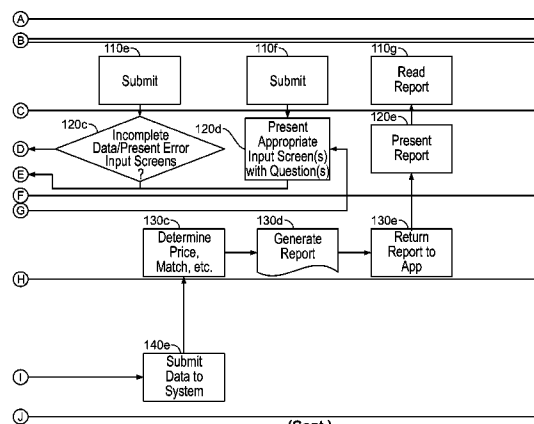 A
B
110e
110f
110g
Submit
Submit
Read
Report
C
120c
120d
120e
Incomplete
Data/Present Error
Input Screens
?
Present
Appropriate
Input Screen(s)
with Question(s)
Present
Report
D
E
F
G
130c
130d
130e
Determine
Price,
Match, etc.
Generate
Report
Return
Report to
App
H
140e
Submit
Data to
System
I
J